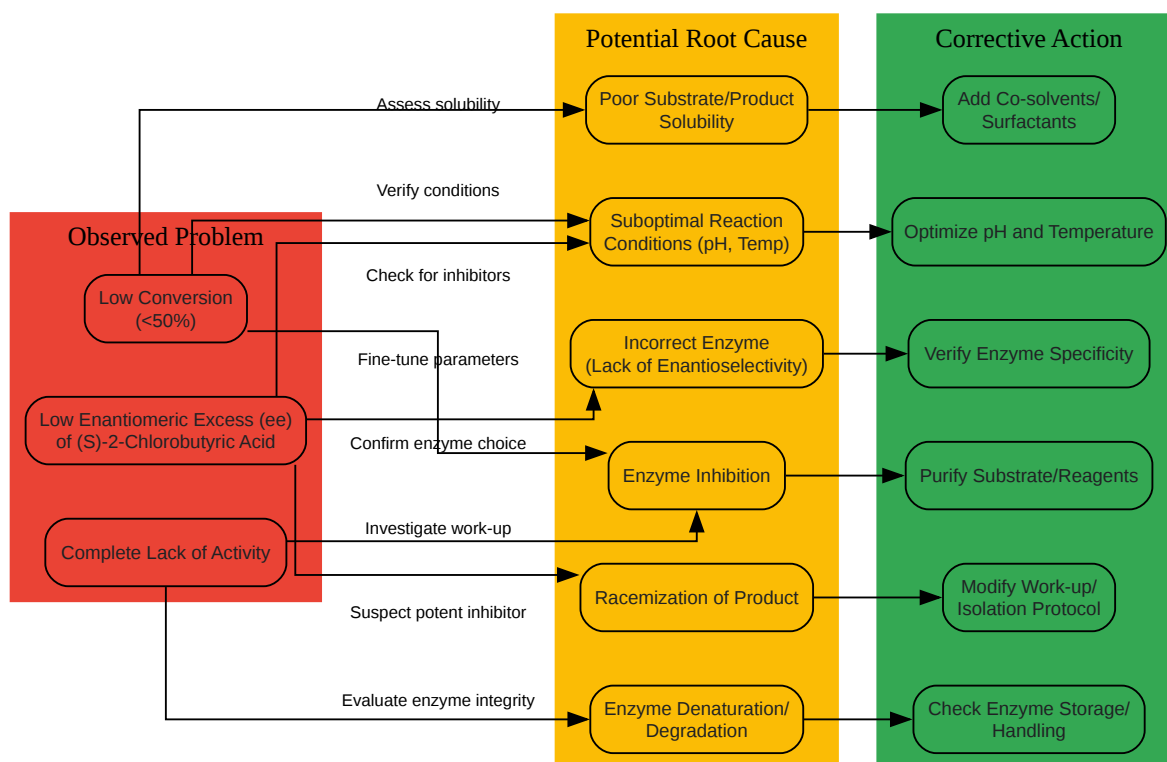 Potential Root Cause
Corrective Action
Assess solubility
Poor Substrate/Product
Solubility
Add Co-solvents/
Surfactants
Verify conditions
Observed Problem
Suboptimal Reaction
Conditions (pH, Temp)
Optimize pH and Temperature
Check for inhibitors
Low Conversion
(<50%)
Fine-tune parameters
Incorrect Enzyme
(Lack of Enantioselectivity)
Verify Enzyme Specificity
Low Enantiomeric Excess (ee)
of (S)-2-Chlorobutyric Acid
Confirm enzyme choice
Enzyme Inhibition
Purify Substrate/Reagents
Investigate work-up
Complete Lack of Activity
Suspect potent inhibitor
Racemization of Product
Modify Work-up/
Isolation Protocol
Evaluate enzyme integrity
Enzyme Denaturation/
Degradation
Check Enzyme Storage/
Handling